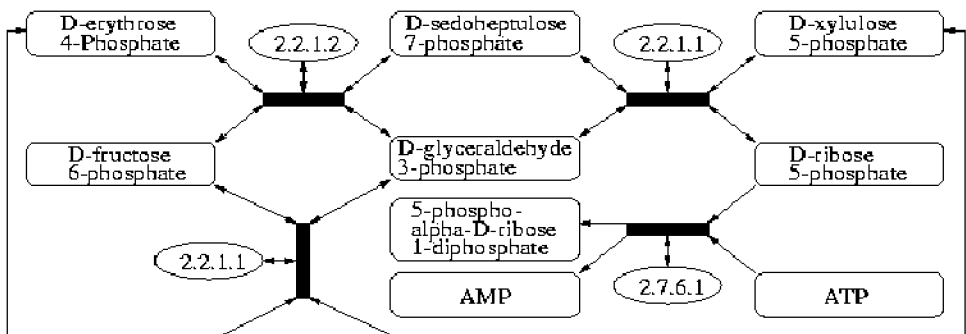 D-erythrose
4-Phosphate
2.2.1.2
D-sedoheptulose
7-phosphate
2.2.1.1
D-xylulose
5-phosphate
D-fructose
6-phosphate
D-glyceraldehyde
3-phosphate
D-ribose
5-phosphate
5-phospho-
alpha-D-ribose
1-diphosphate
2.2.1.1
AMP
2.7.6.1
ATP